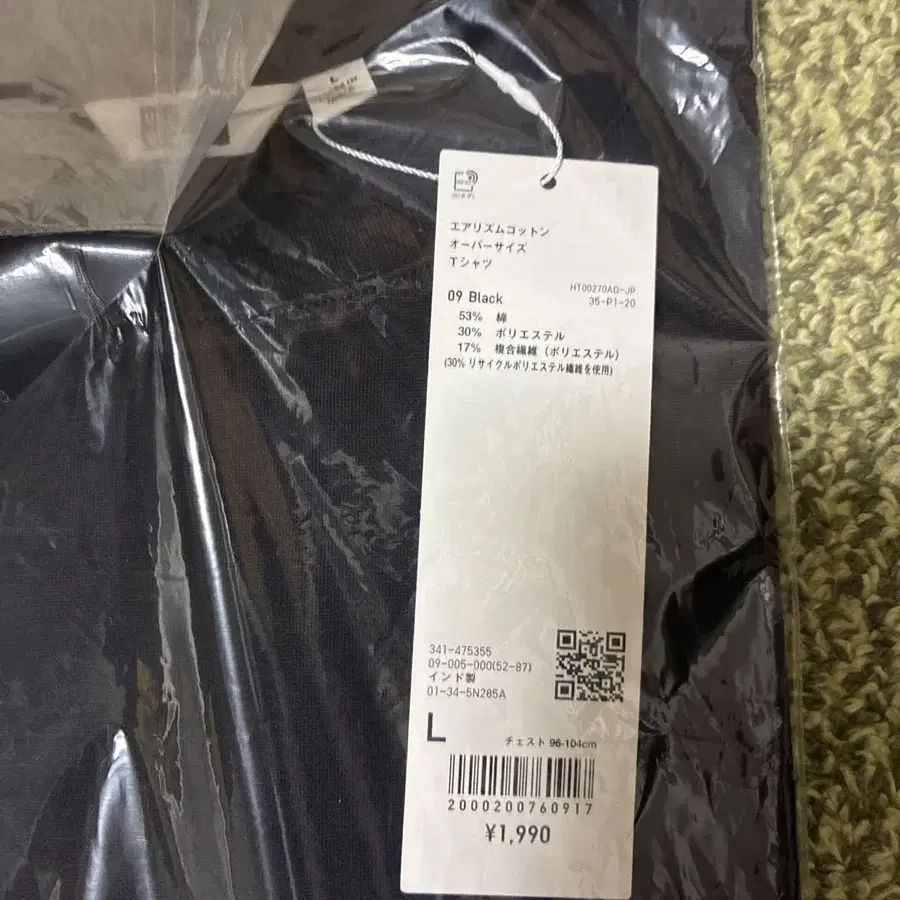 L
エアリズムコットン
オーバーサイズ
Tシャツ
HT00270AQ-JP
09 Black
35-P1-20
53% 綿
30% ポリエステル
17% 複合繊維 (ポリエステル)
(30% リサイクルポリエステル繊維を使用)
341-475355
09-005-000(52-87)
インド製
01-34-5N285A
L
チェスト 96-104cm
2000200760917
¥1,990